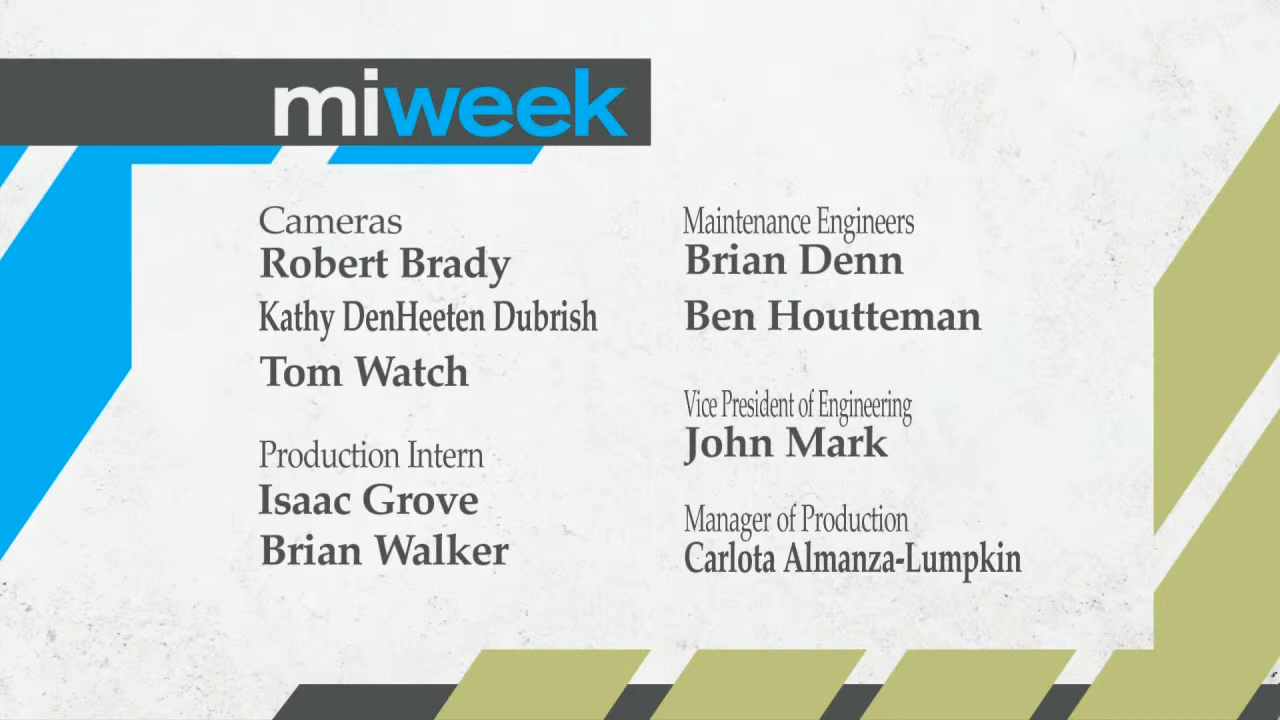 miweek
Cameras
Robert Brady
Kathy DenHeeten Dubrish
Tom Watch
Production Intern
Isaac Grove
Brian Walker
Maintenance Engineers
Brian Denn
Ben Houtteman
Vice President of Engineering
John Mark
Manager of Production
Carlota Almanza-Lumpkin